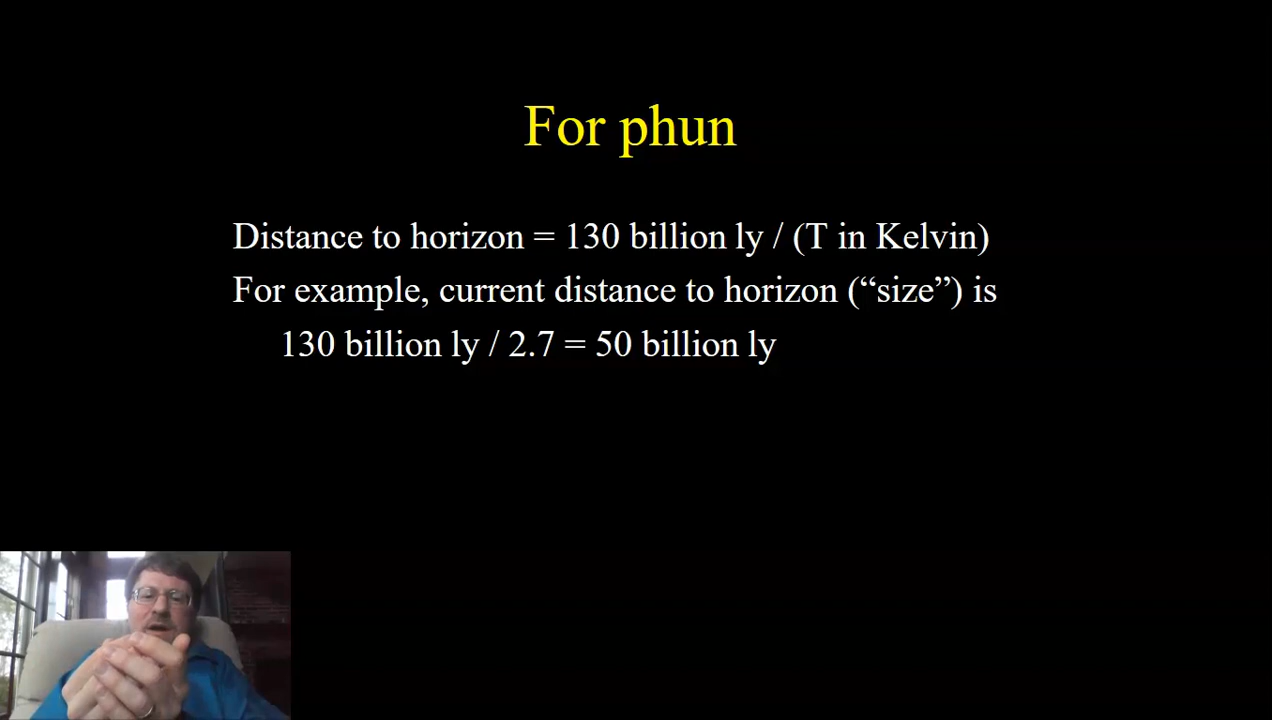 For phun
Distance to horizon = 130 billion ly / (T in Kelvin)
For example, current distance to horizon (“size”) is
130 billion ly / 2.7 = 50 billion ly